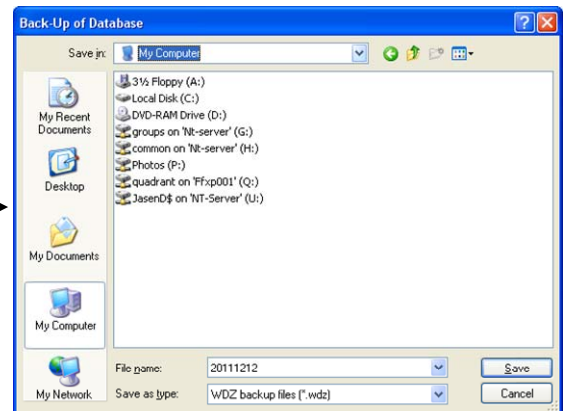 Back-Up of Database
Save in: My Computer
My Recent Documents
Desktop
My Documents
My Computer
My Network
3½ Floppy (A:)
Local Disk (C:)
DVD-RAM Drive (D:)
groups on 'Nt-server' (G:)
common on 'Nt-server' (H:)
Photos (P:)
quadrant on 'Ffxp001' (Q:)
JasenD$ on 'NT-Server' (U:)
File name: 20111212 Save
Save as type: WDZ backup files (*.wdz) Cancel